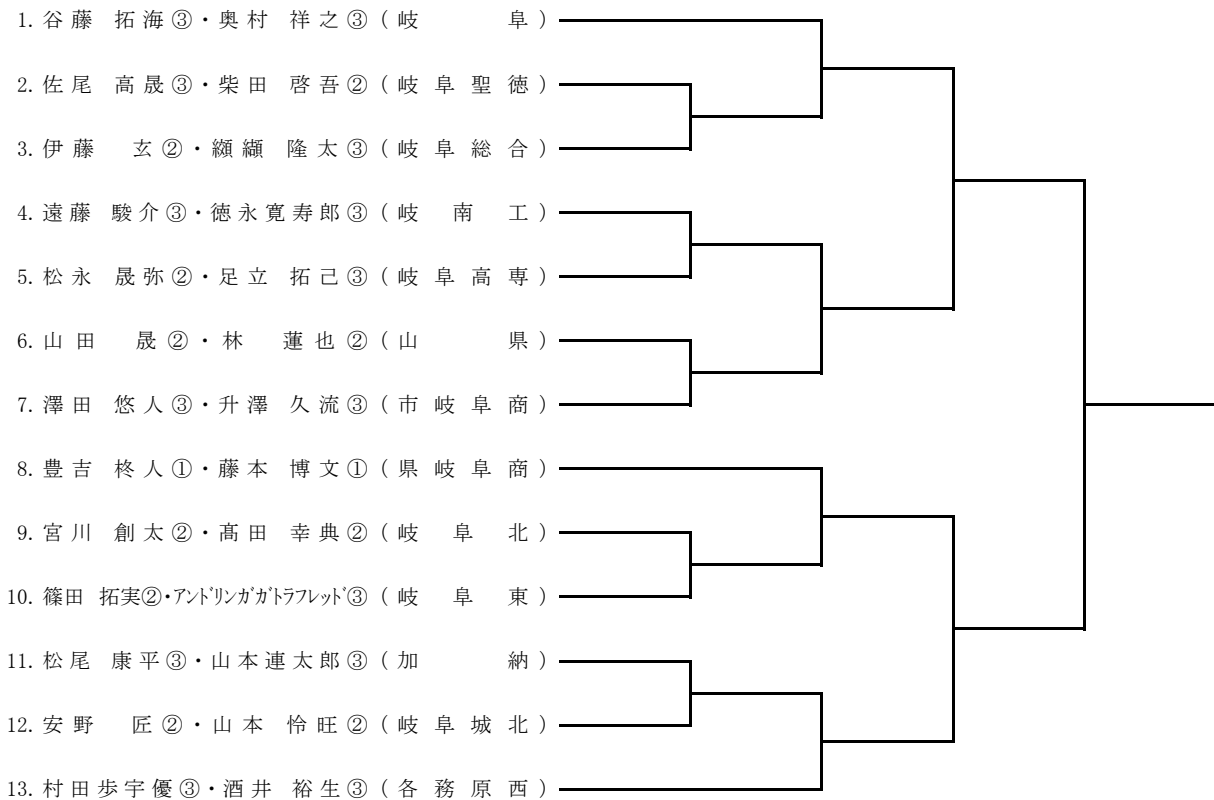 1. 谷藤 拓海③・奥村 祥之③ (岐阜)
2. 佐尾 高晟③・柴田 啓吾② (岐阜聖徳)
3. 伊藤 玄②・纐纈 隆太③ (岐阜総合)
4. 遠藤 駿介③・徳永寛寿郎③ (岐南工)
5. 松永 晟弥②・足立 拓己③ (岐阜高専)
6. 山田 晟②・林 蓮也② (山県)
7. 澤田 悠人③・升澤 久流③ (市岐阜商)
8. 豊吉 柊人①・藤本 博文① (県岐阜商)
9. 宮川 創太②・髙田 幸典② (岐阜北)
10. 篠田 拓実②・アンドリンガガトラフレッド③ (岐阜東)
11. 松尾 康平③・山本連太郎③ (加納)
12. 安野 匠②・山本 怜旺② (岐阜城北)
13. 村田歩宇優③・酒井 裕生③ (各務原西)